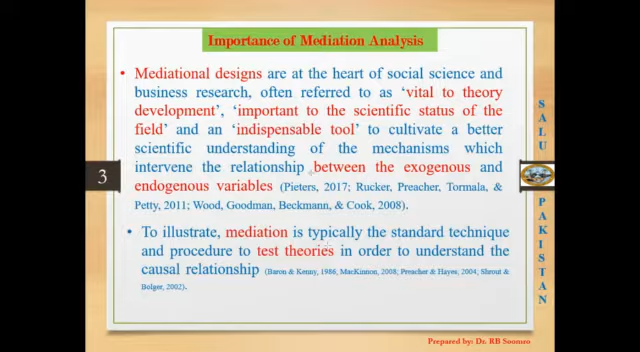 Importance of Mediation Analysis
• Mediational designs are at the heart of social science and
business research, often referred to as ‘vital to theory
development’, ‘important to the scientific status of the
field’ and an ‘indispensable tool’ to cultivate a better
scientific understanding of the mechanisms which
intervene the relationship between the exogenous and
endogenous variables (Pieters, 2017; Rucker, Preacher, Tormala, &
Petty, 2011; Wood, Goodman, Beckmann, & Cook, 2008).
• To illustrate, mediation is typically the standard technique
and procedure to test theories in order to understand the
causal relationship (Baron & Kenny, 1986, MacKinnon, 2008; Preacher & Hayes, 2004; Shrout &
Bolger, 2002).
3
SALU
PAKISTAN
Prepared by: Dr. RB Soomro